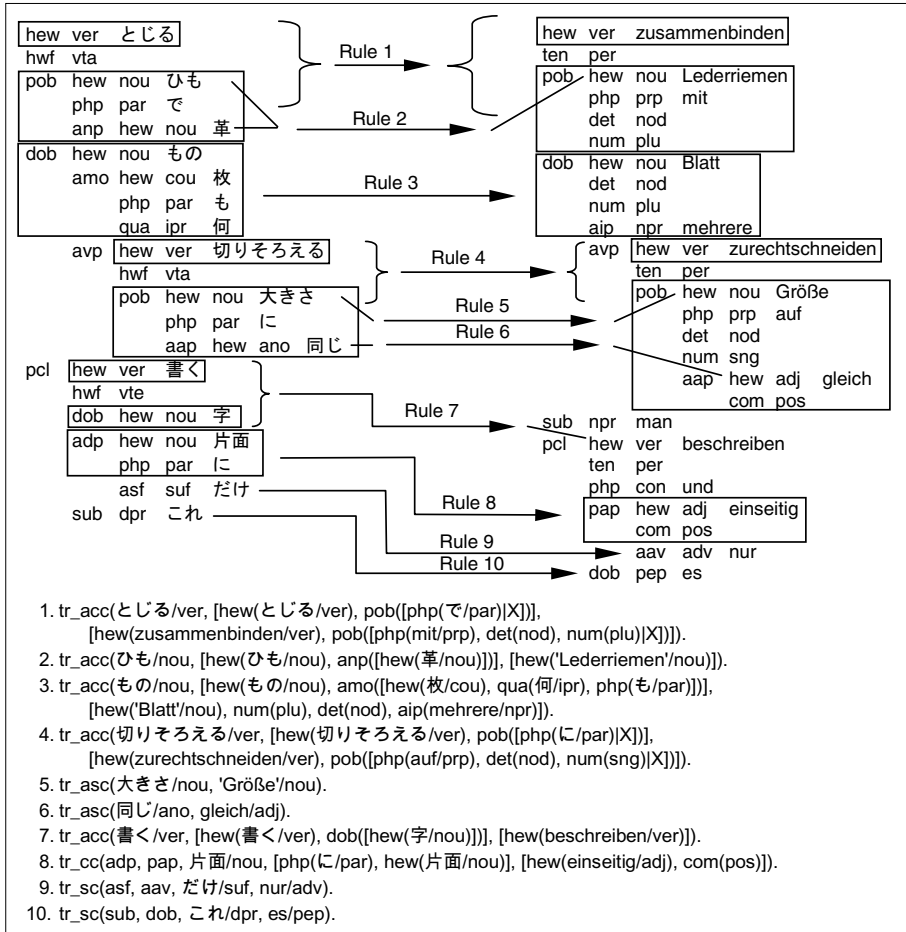 hew ver とじる
hwf vta
pob hew nou ひも
php par で
anp hew nou 革
dob hew nou もの
amo hew cou 枚
php par も
qua ipr 何
avp hew ver 切りそろえる
hwf vta
pob hew nou 大きさ
php par に
aap hew ano 同じ
pcl hew ver 書く
hwf vte
dob hew nou 字
adp hew nou 片面
php par に
asf suf だけ
sub dpr これ
Rule 1
Rule 2
Rule 3
Rule 4
Rule 5
Rule 6
Rule 7
Rule 8
Rule 9
Rule 10
hew ver zusammenbinden
ten per
pob hew nou Lederriemen
php prp mit
det nod
num plu
dob hew nou Blatt
det nod
num plu
aip npr mehrere
avp hew ver zurechtschneiden
ten per
pob hew nou Größe
php prp auf
det nod
num sng
aap hew adj gleich
com pos
sub npr man
pcl hew ver beschreiben
ten per
php con und
pap hew adj einseitig
com pos
aav adv nur
dob pep es
1. tr_acc(とじる/ver, [hew(とじる/ver), pob([php(で/par)|X])],
[hew(zusammenbinden/ver), pob([php(mit/prp), det(nod), num(plu)|X])]).
2. tr_acc(ひも/nou, [hew(ひも/nou), anp([hew(革/nou)])], [hew('Lederriemen'/nou)]).
3. tr_acc(もの/nou, [hew(もの/nou), amo([hew(枚/cou), qua(何/ipr), php(も/par)])],
[hew('Blatt'/nou), num(plu), det(nod), aip(mehrere/npr)]).
4. tr_acc(切りそろえる/ver, [hew(切りそろえる/ver), pob([php(に/par)|X])],
[hew(zurechtschneiden/ver), pob([php(auf/prp), det(nod), num(sng)|X])]).
5. tr_asc(大きさ/nou, 'Größe'/nou).
6. tr_asc(同じ/ano, gleich/adj).
7. tr_acc(書く/ver, [hew(書く/ver), dob([hew(字/nou)])], [hew(beschreiben/ver)]).
8. tr_cc(adp, pap, 片面/nou, [php(に/par), hew(片面/nou)], [hew(einseitig/adj), com(pos)]).
9. tr_sc(asf, aav, だけ/suf, nur/adv).
10. tr_sc(sub, dob, これ/dpr, es/pep).